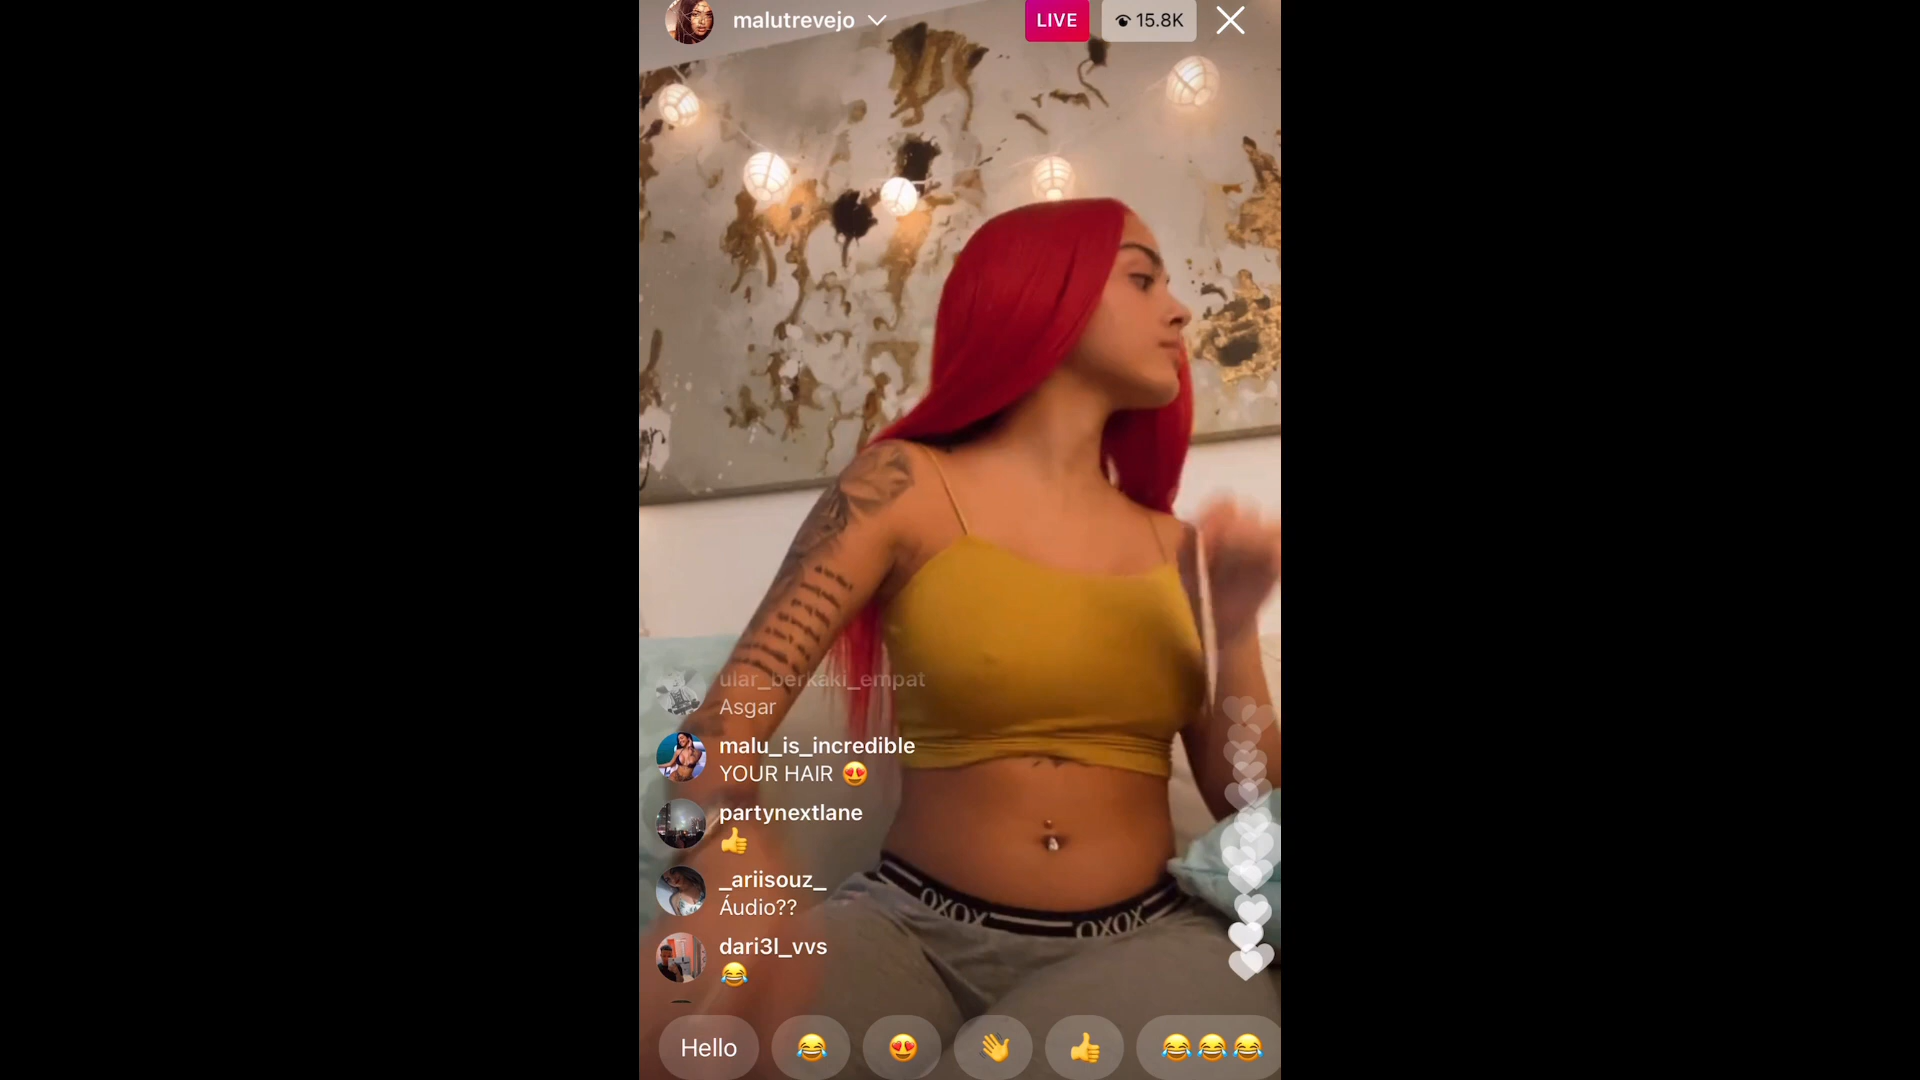 malutrevejo
LIVE
15.8K
ular_berkaki_empat
Asgar
malu_is_incredible
YOUR HAIR 😍
partynextlane
👍
_ariisouz_
Áudio??
dari3l_vvs
😂
OXOX OXOX
Hello 😂 😍 👋 👍 😂😂😂